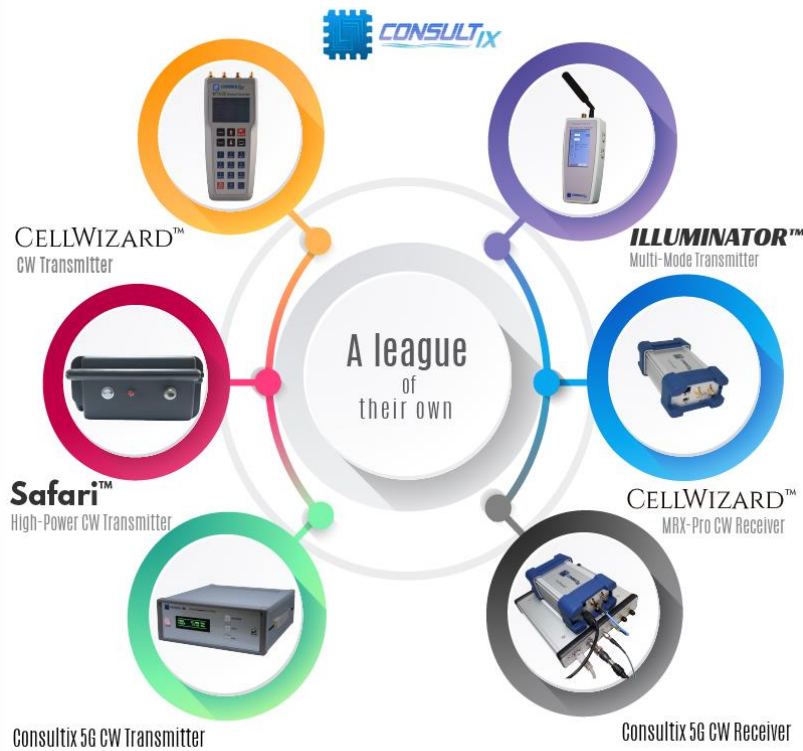 CONSULTIX
CELLWIZARD™
CW Transmitter
ILLUMINATOR™
Multi-Mode Transmitter
A league
of
their own
Safari™
High-Power CW Transmitter
CELLWIZARD™
MRX-Pro CW Receiver
Consultix 5G CW Transmitter
Consultix 5G CW Receiver